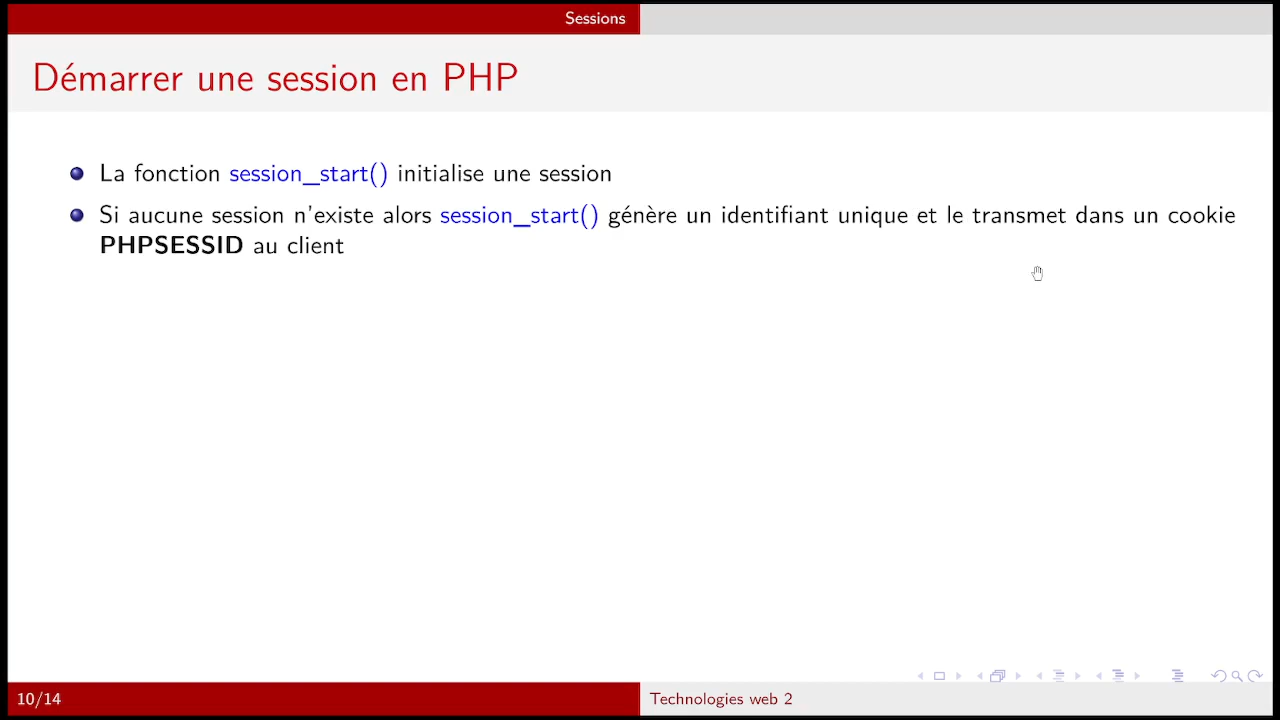 Sessions
Démarrer une session en PHP
La fonction session_start() initialise une session
Si aucune session n'existe alors session_start() génère un identifiant unique et le transmet dans un cookie
PHPSESSID au client
10/14
Technologies web 2